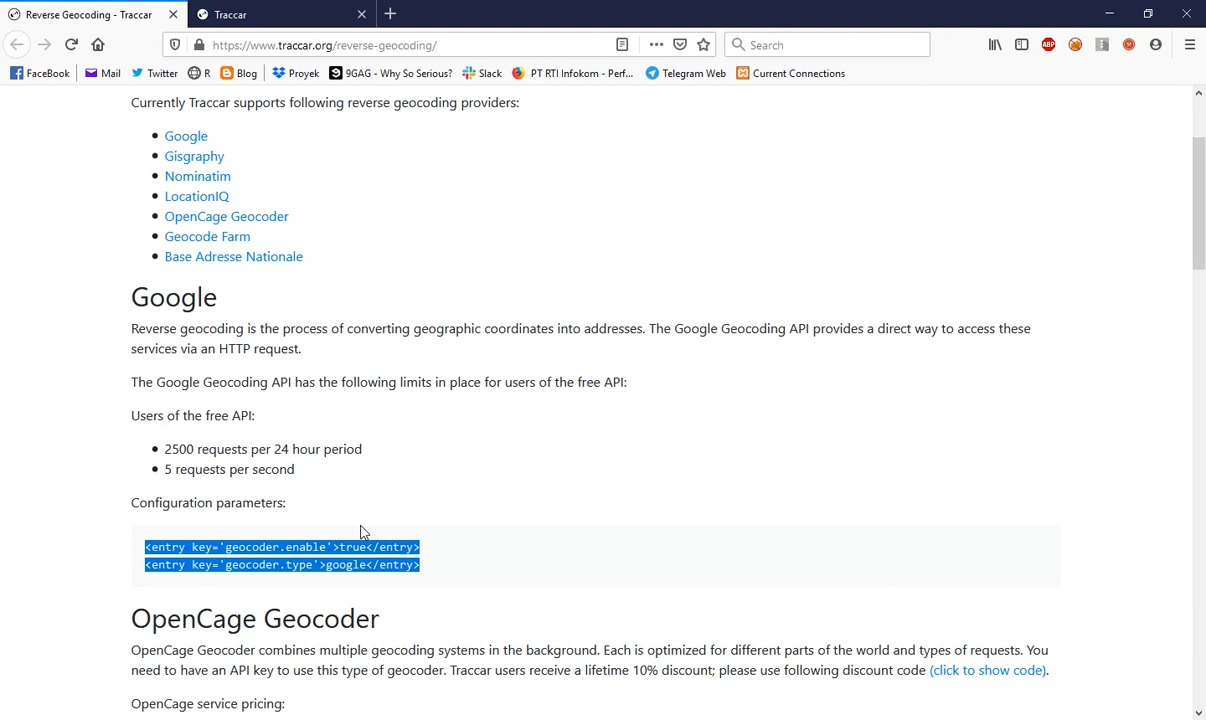 Reverse Geocoding - Traccar
Traccar
https://www.traccar.org/reverse-geocoding/
Search
ABP
FaceBook Mail Twitter R Blog Proyek 9GAG - Why So Serious? Slack PT RTI Infokom - Perf... Telegram Web Current Connections
Currently Traccar supports following reverse geocoding providers:
• Google
• Gisgraphy
• Nominatim
• LocationIQ
• OpenCage Geocoder
• Geocode Farm
• Base Adresse Nationale
Google
Reverse geocoding is the process of converting geographic coordinates into addresses. The Google Geocoding API provides a direct way to access these
services via an HTTP request.
The Google Geocoding API has the following limits in place for users of the free API:
Users of the free API:
• 2500 requests per 24 hour period
• 5 requests per second
Configuration parameters:
<entry key='geocoder.enable'>true</entry>
<entry key='geocoder.type'>google</entry>
OpenCage Geocoder
OpenCage Geocoder combines multiple geocoding systems in the background. Each is optimized for different parts of the world and types of requests. You
need to have an API key to use this type of geocoder. Traccar users receive a lifetime 10% discount; please use following discount code (click to show code).
OpenCage service pricing: